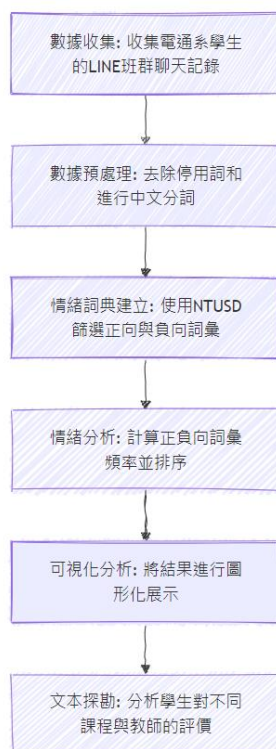 數據收集: 收集電通系學生
的LINE班群聊天記錄
數據預處理: 去除停用詞和
進行中文分詞
情緒詞典建立: 使用NTUSD
篩選正向與負向詞彙
情緒分析: 計算正負向詞彙
頻率並排序
可視化分析: 將結果進行圖
形化展示
文本探勘: 分析學生對不同
課程與教師的評價